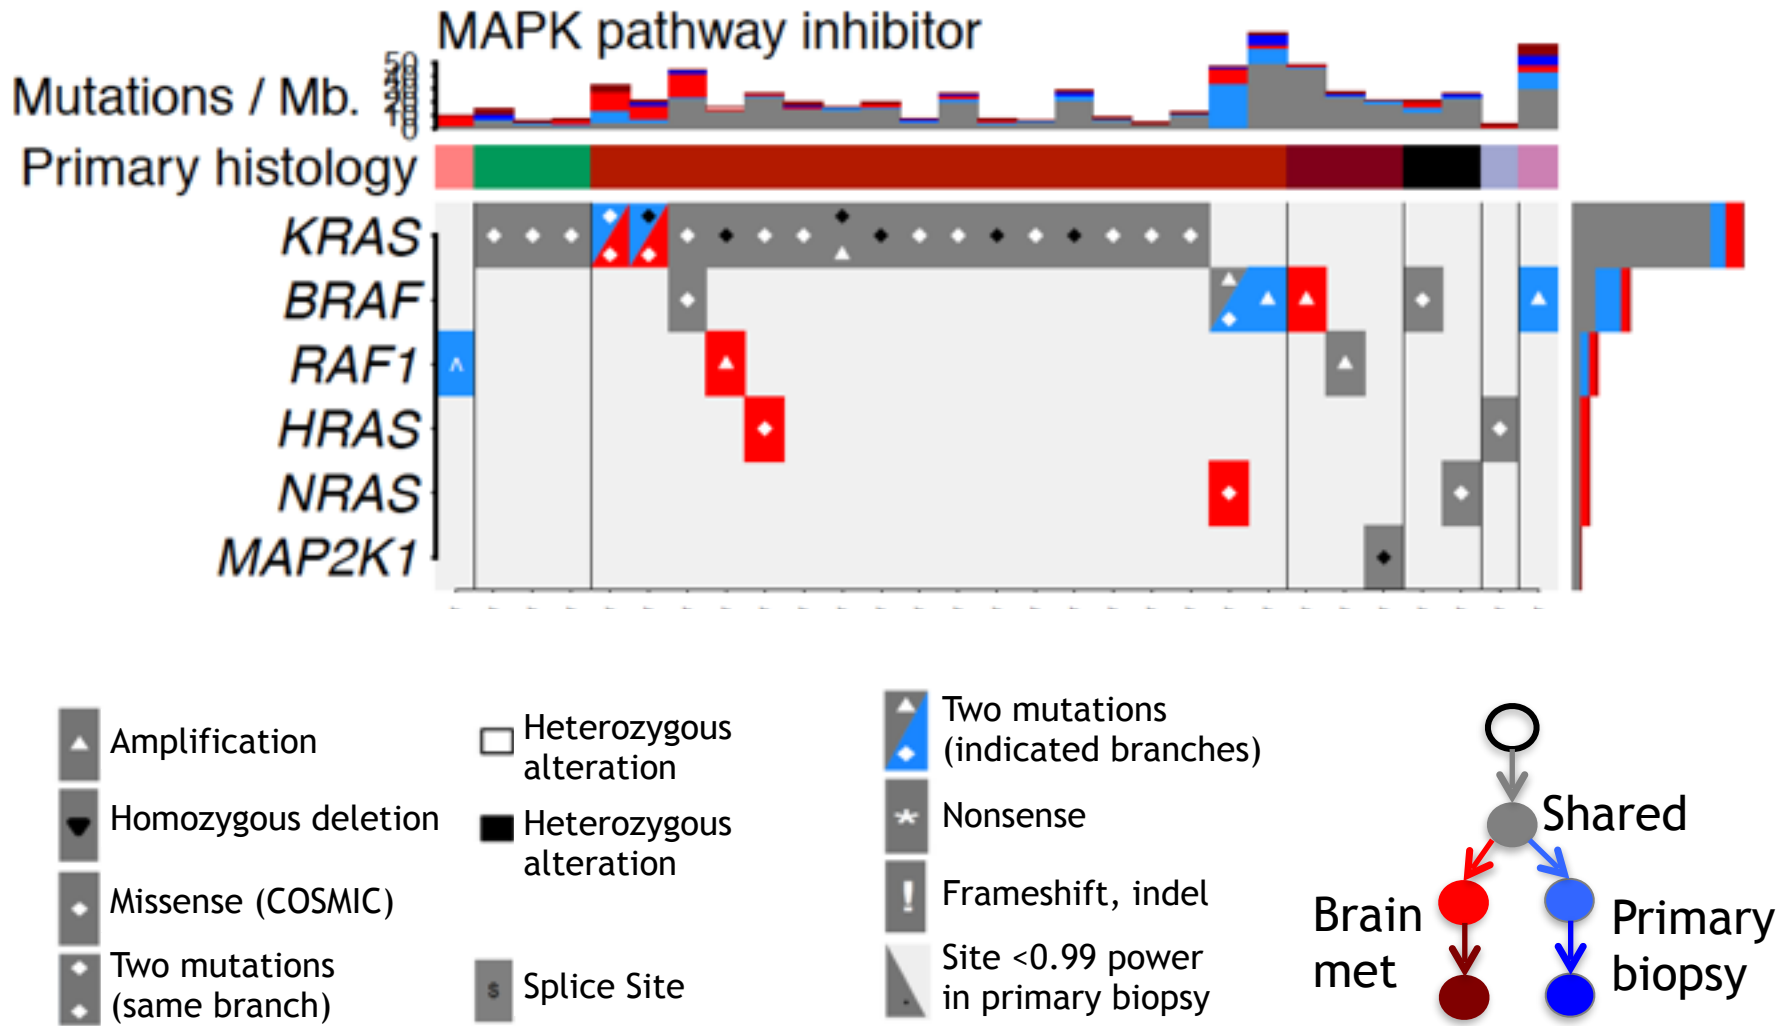 MAPK pathway inhibitor
50
0
Mutations / Mb.
Primary histology
KRAS
BRAF
RAF1
HRAS
NRAS
MAP2K1
Amplification
Homozygous deletion
Missense (COSMIC)
Two mutations
(same branch)
Heterozygous
alteration
Heterozygous
alteration
$
Splice Site
Two mutations
(indicated branches)
*
Nonsense
!
Frameshift, indel
Site <0.99 power
in primary biopsy
Shared
Brain
met
Primary
biopsy